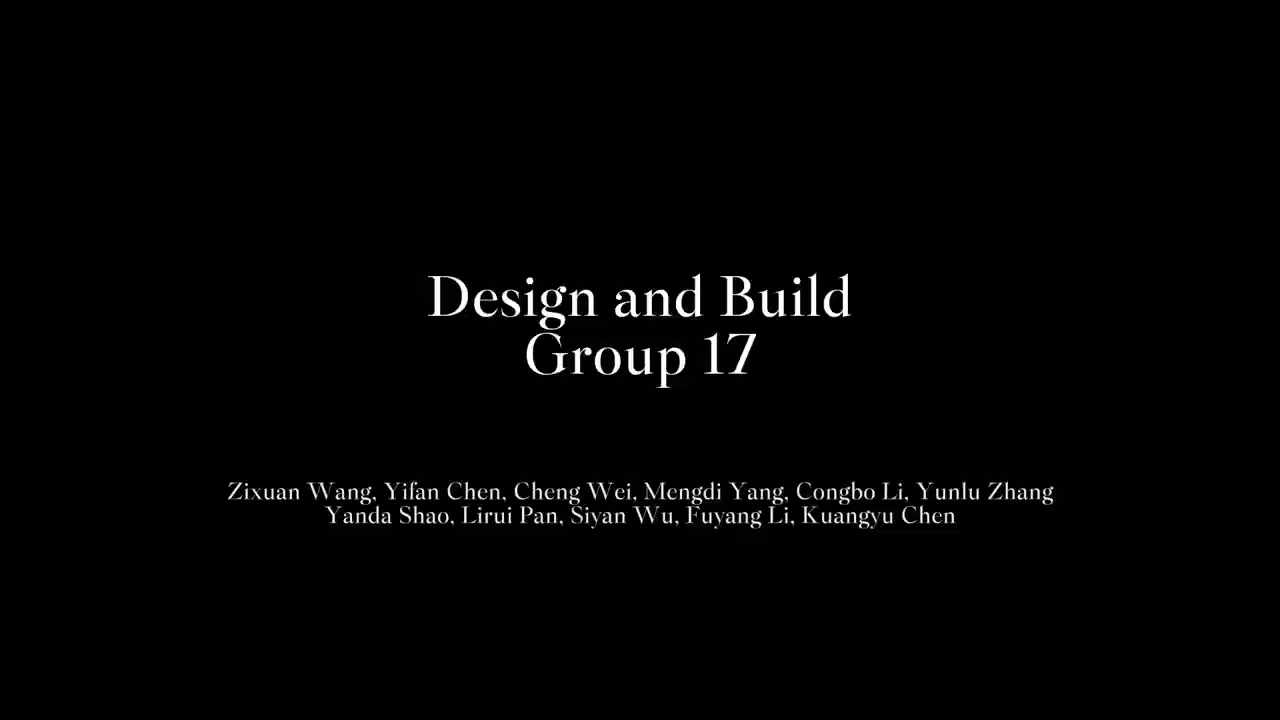 Design and Build
Group 17
Zixuan Wang, Yifan Chen, Cheng Wei, Mengdi Yang, Congbo Li, Yunlu Zhang
Yanda Shao, Lirui Pan, Siyan Wu, Fuyang Li, Kuangyu Chen